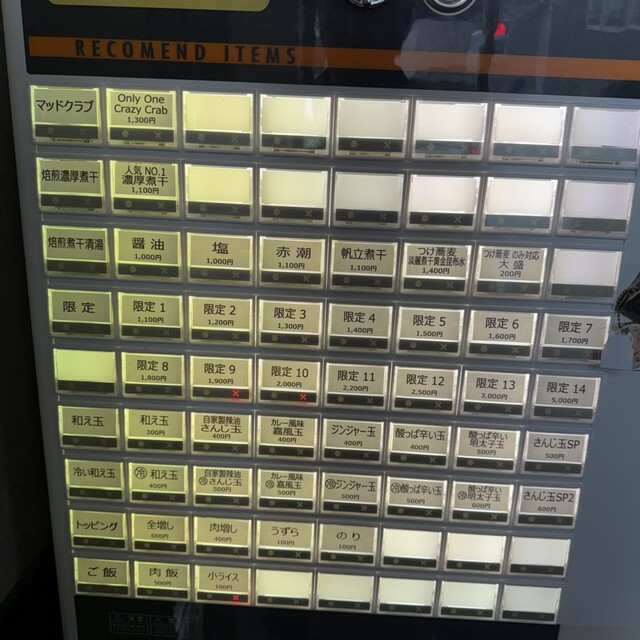 RECOMEND ITEMS
マッドクラブ
Only One
Crazy Crab
1,300円
焙煎濃厚煮干
人気 NO.1
濃厚煮干
1,100円
焙煎煮干清湯
醤油
1,000円
塩
1,000円
赤潮
1,100円
帆立煮干
1,100円
つけ蕎麦
淡麗煮干黄金昆布水
1,400円
つけ蕎麦 のみ対応
大盛
200円
限定
限定 1
1,100円
限定 2
1,200円
限定 3
1,300円
限定 4
1,400円
限定 5
1,500円
限定 6
1,600円
限定 7
1,700円
限定 8
1,800円
限定 9
1,900円
限定 10
2,000円
限定 11
2,200円
限定 12
2,500円
限定 13
3,000円
限定 14
5,000円
和え玉
和え玉
300円
自家製辣油
さんじ玉
400円
カレー風味
嘉風玉
400円
ジンジャー玉
400円
酸っぱ辛い玉
400円
酸っぱ辛い
明太子玉
500円
さんじ玉SP
500円
冷い和え玉
冷 和え玉
400円
自家製辣油
冷 さんじ玉
500円
カレー風味
冷 嘉風玉
500円
冷 ジンジャー玉
500円
冷 酸っぱ辛い玉
500円
酸っぱ辛い
冷 明太子玉
600円
さんじ玉SP2
600円
トッピング
全増し
600円
肉増し
400円
うずら
100円
のり
100円
ご飯
肉飯
500円
小ライス
100円